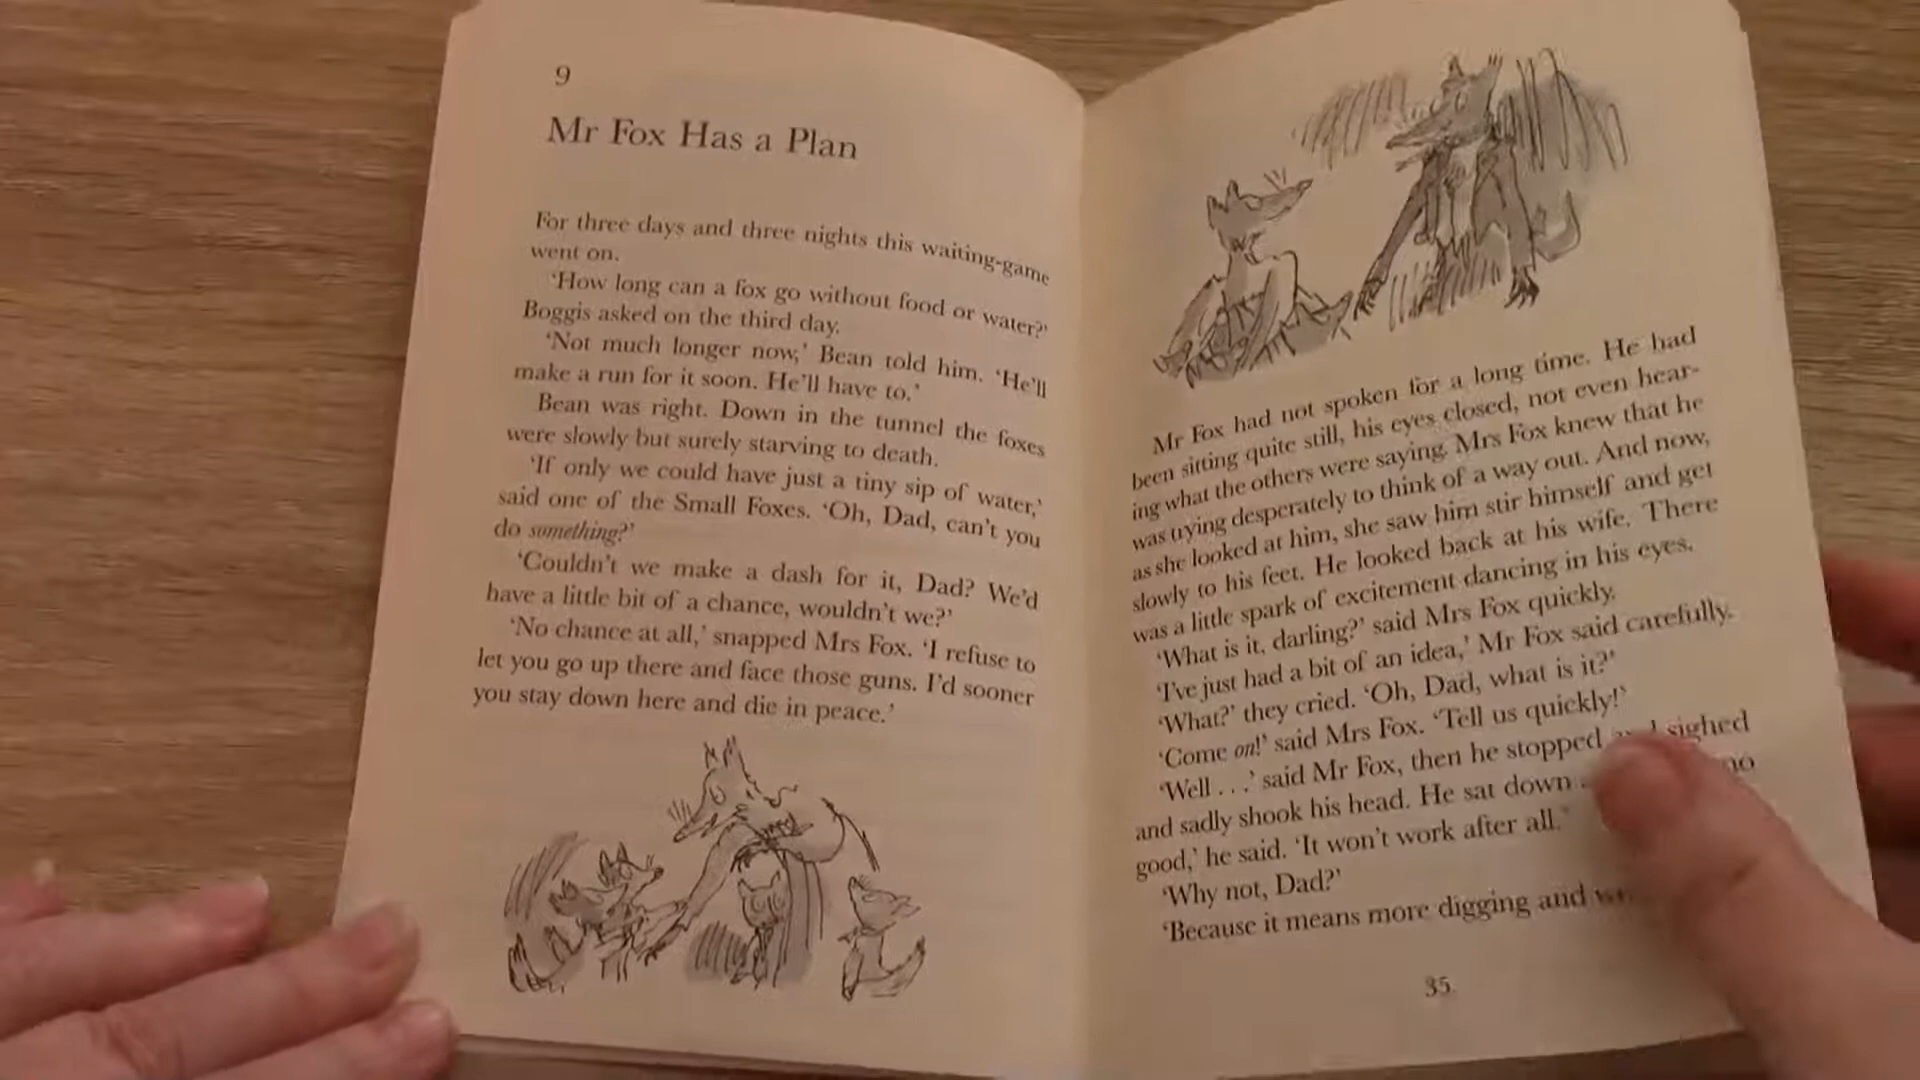 9
Mr Fox Has a Plan
For three days and three nights this waiting-game
went on.
‘How long can a fox go without food or water?’
Boggis asked on the third day.
‘Not much longer now,’ Bean told him. ‘He’ll
make a run for it soon. He’ll have to.’
Bean was right. Down in the tunnel the foxes
were slowly but surely starving to death.
‘If only we could have just a tiny sip of water,’
said one of the Small Foxes. ‘Oh, Dad, can’t you
do something?’
‘Couldn’t we make a dash for it, Dad? We’d
have a little bit of a chance, wouldn’t we?’
‘No chance at all,’ snapped Mrs Fox. ‘I refuse to
let you go up there and face those guns. I’d sooner
you stay down here and die in peace.’
Mr Fox had not spoken for a long time. He had
been sitting quite still, his eyes closed, not even hear-
ing what the others were saying. Mrs Fox knew that he
was trying desperately to think of a way out. And now,
as she looked at him, she saw him stir himself and get
slowly to his feet. He looked back at his wife. There
was a little spark of excitement dancing in his eyes.
‘What is it, darling?’ said Mrs Fox quickly.
‘I’ve just had a bit of an idea,’ Mr Fox said carefully.
‘What?’ they cried. ‘Oh, Dad, what is it?’
‘Come on!’ said Mrs Fox. ‘Tell us quickly!’
‘Well . . .’ said Mr Fox, then he stopped and sighed
and sadly shook his head. He sat down no
good,’ he said. ‘It won’t work after all.’
‘Why not, Dad?’
‘Because it means more digging and
35